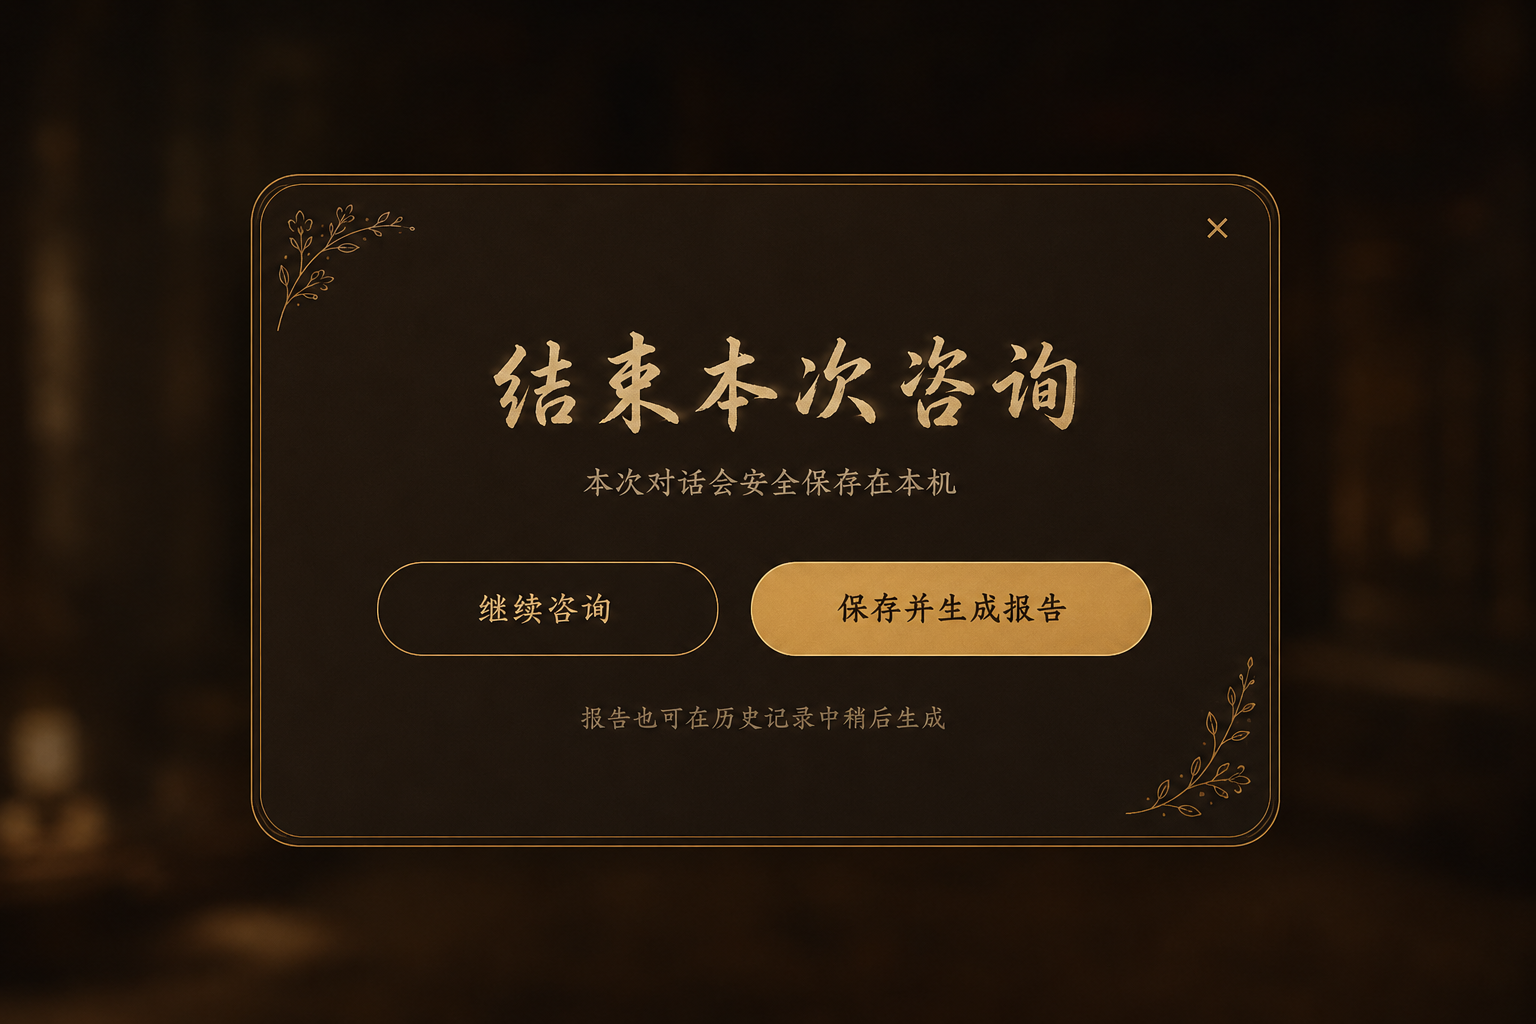 结束本次咨询
本次对话会安全保存在本机
继续咨询
保存并生成报告
报告也可在历史记录中稍后生成